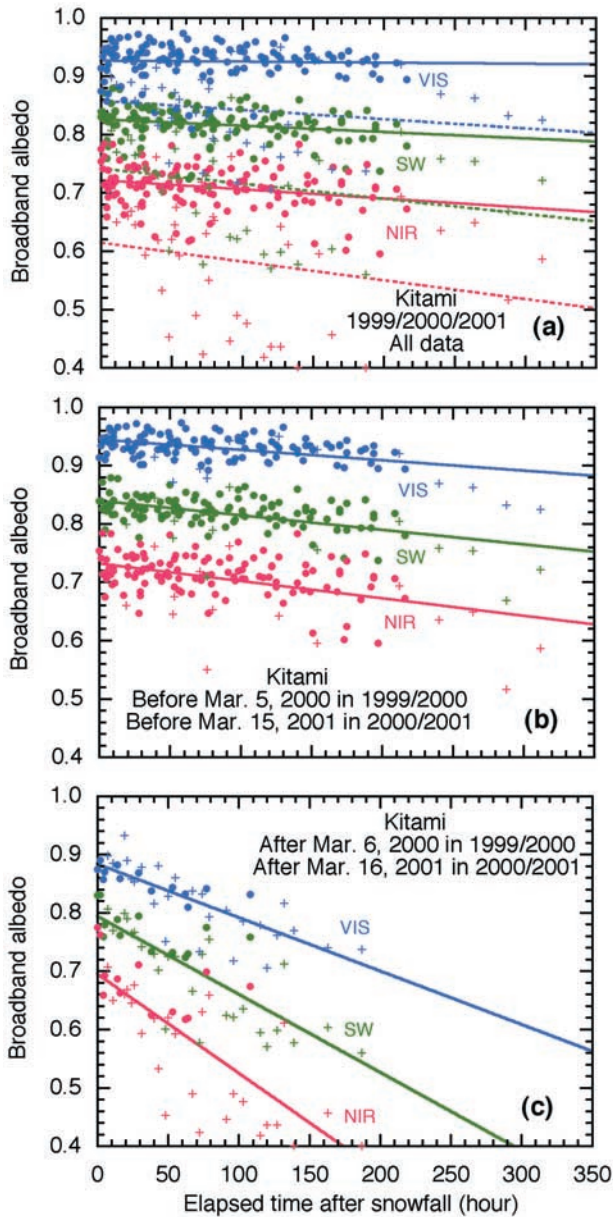 1.0
0.9
0.8
0.7
0.6
0.5
0.4
Broadband albedo
VIS
SW
NIR
Kitami
1999/2000/2001
All data
(a)
1.0
0.9
0.8
0.7
0.6
0.5
0.4
Broadband albedo
VIS
SW
NIR
Kitami
Before Mar. 5, 2000 in 1999/2000
Before Mar. 15, 2001 in 2000/2001
(b)
1.0
0.9
0.8
0.7
0.6
0.5
0.4
Broadband albedo
Kitami
After Mar. 6, 2000 in 1999/2000
After Mar. 16, 2001 in 2000/2001
VIS
SW
NIR
(c)
0 50 100 150 200 250 300 350
Elapsed time after snowfall (hour)